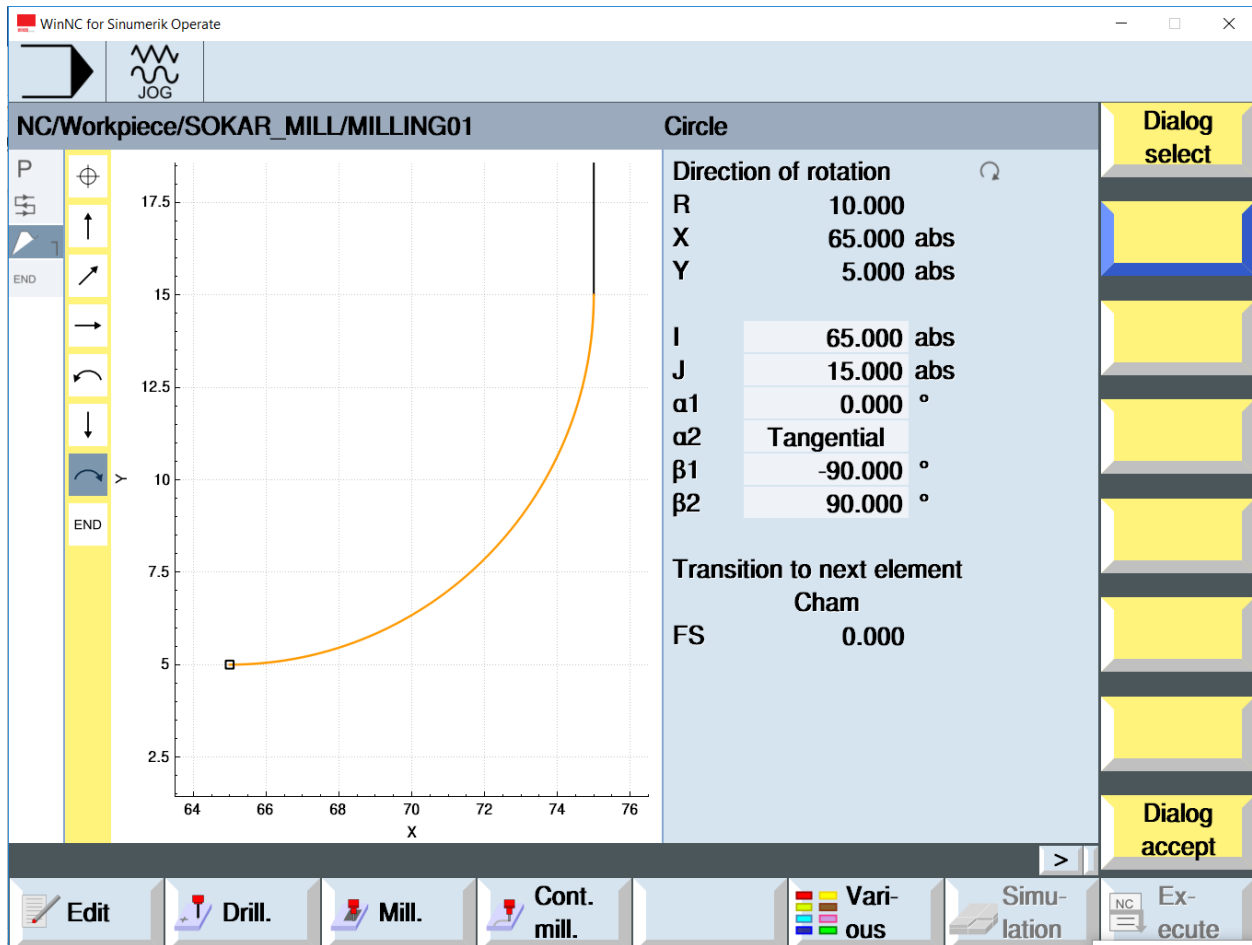 WinNC for Sinumerik Operate
JOG
NC/Workpiece/SOKAR_MILL/MILLING01
Circle
Dialog
select
P
END
END
17.5
15
12.5
10
7.5
5
2.5
Y
64 66 68 70 72 74 76
X
Direction of rotation
R 10.000
X 65.000 abs
Y 5.000 abs
I 65.000 abs
J 15.000 abs
α1 0.000 °
α2 Tangential
β1 -90.000 °
β2 90.000 °
Transition to next element
Cham
FS 0.000
Dialog
accept
>
Edit
Drill.
Mill.
Cont.
mill.
Vari-
ous
Simu-
lation
NC
Ex-
ecute